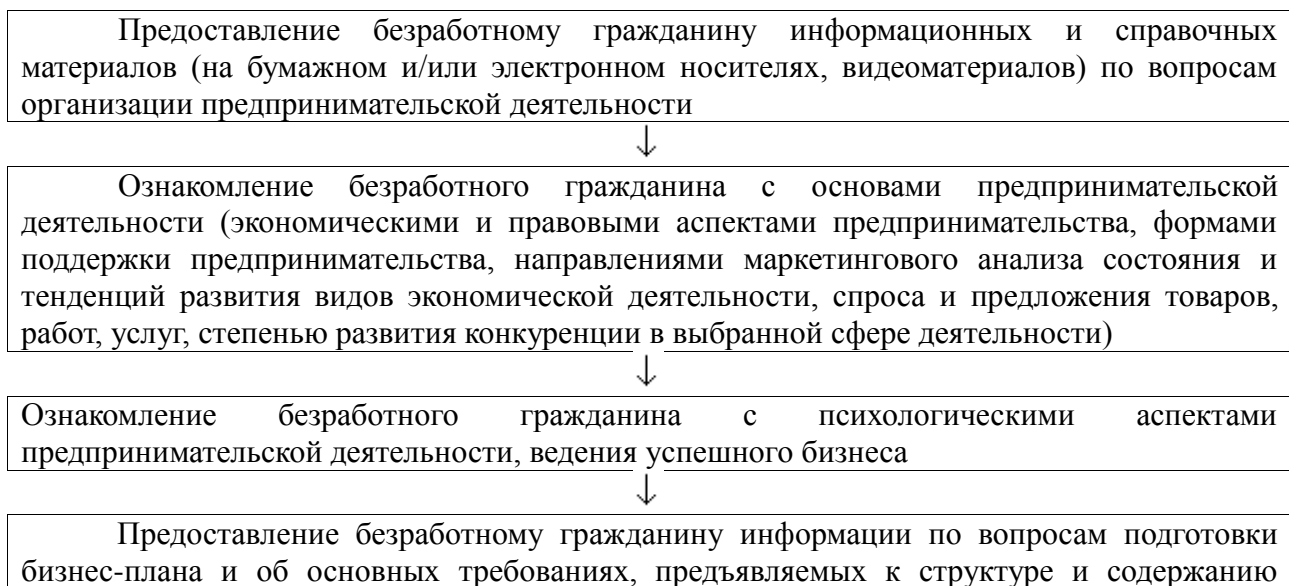 Предоставление безработному гражданину информационных и справочных
материалов (на бумажном и/или электронном носителях, видеоматериалов) по вопросам
организации предпринимательской деятельности
↓
Ознакомление безработного гражданина с основами предпринимательской
деятельности (экономическими и правовыми аспектами предпринимательства, формами
поддержки предпринимательства, направлениями маркетингового анализа состояния и
тенденций развития видов экономической деятельности, спроса и предложения товаров,
работ, услуг, степенью развития конкуренции в выбранной сфере деятельности)
↓
Ознакомление безработного гражданина с психологическими аспектами
предпринимательской деятельности, ведения успешного бизнеса
↓
Предоставление безработному гражданину информации по вопросам подготовки
бизнес-плана и об основных требованиях, предъявляемых к структуре и содержанию